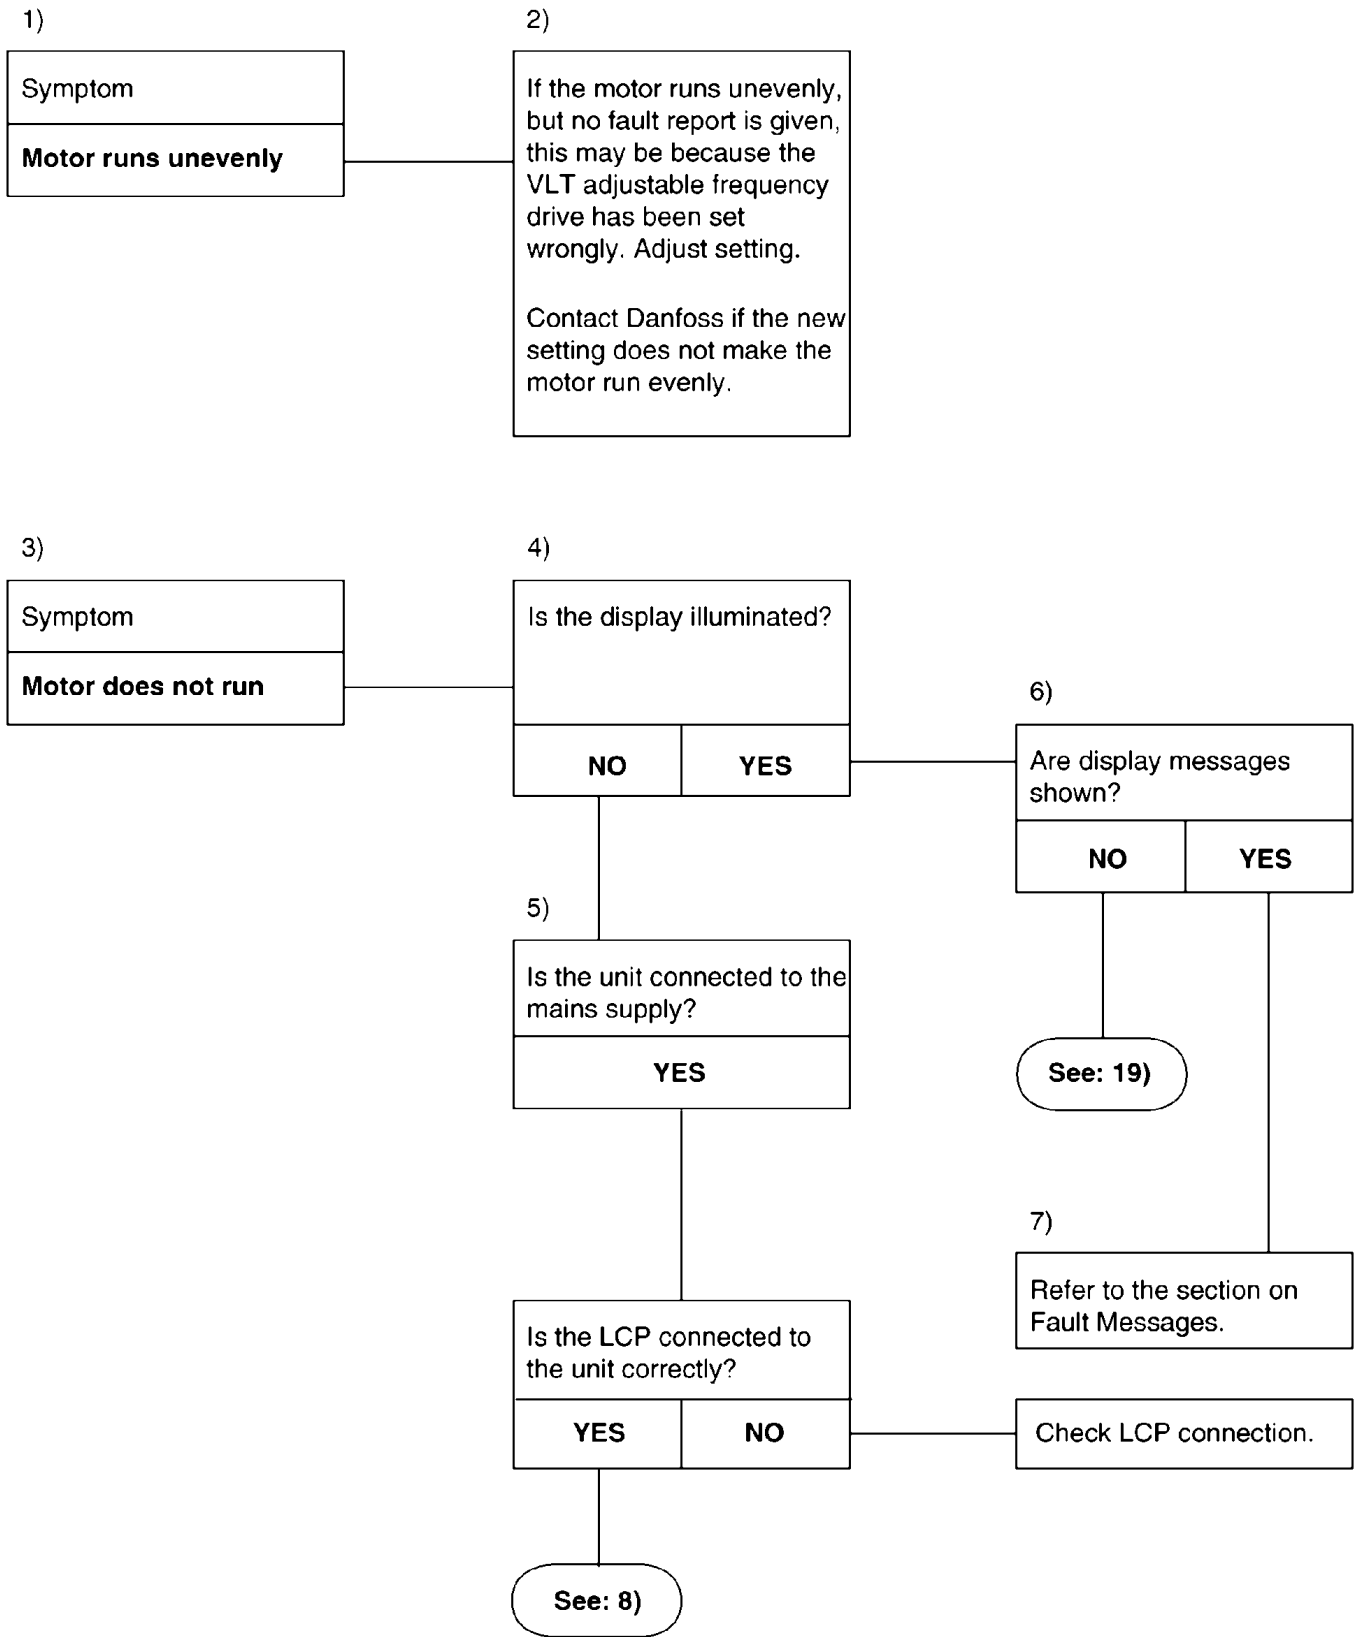 1)
Symptom
Motor runs unevenly
2)
If the motor runs unevenly,
but no fault report is given,
this may be because the
VLT adjustable frequency
drive has been set
wrongly. Adjust setting.
Contact Danfoss if the new
setting does not make the
motor run evenly.
3)
Symptom
Motor does not run
4)
Is the display illuminated?
NO
YES
6)
Are display messages
shown?
NO
YES
5)
Is the unit connected to the
mains supply?
YES
See: 19)
7)
Refer to the section on
Fault Messages.
Is the LCP connected to
the unit correctly?
YES
NO
Check LCP connection.
See: 8)